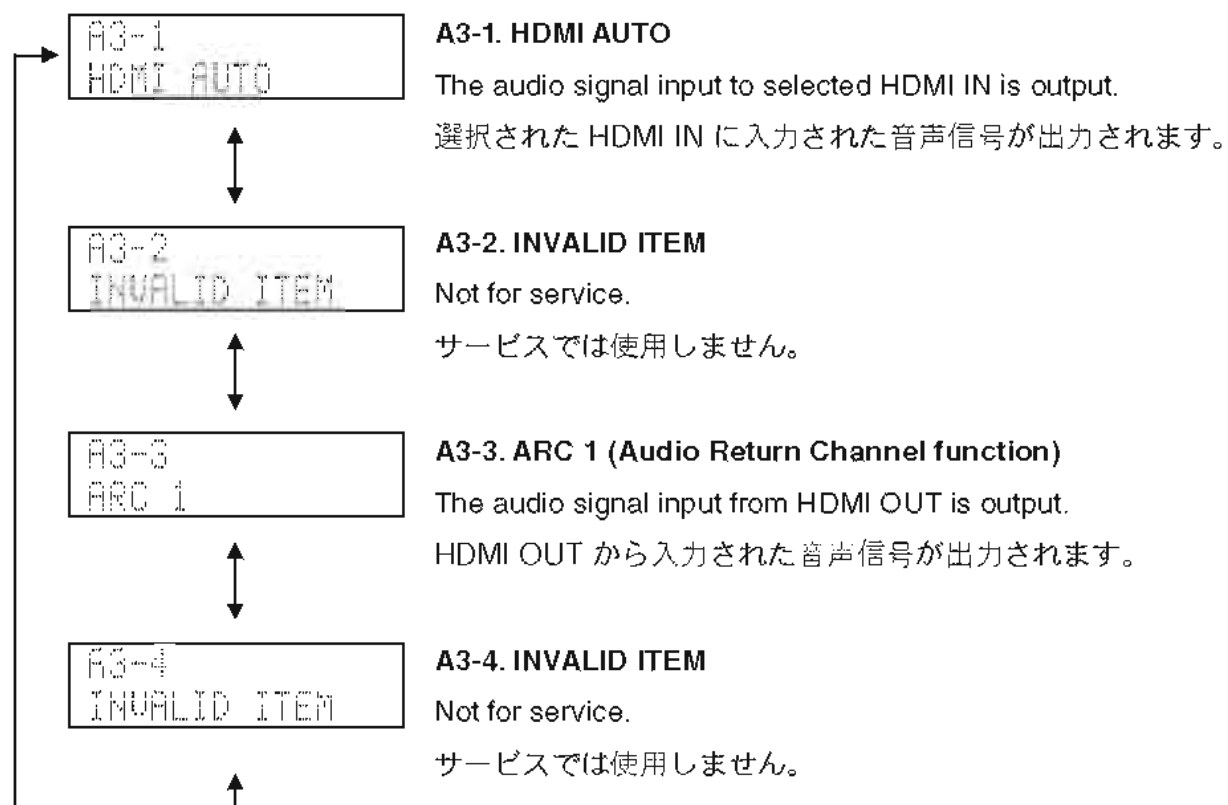 A3-1
HDMI AUTO
A3-1. HDMI AUTO
The audio signal input to selected HDMI IN is output.
選択された HDMI IN に入力された音声信号が出力されます。
A3-2
INVALID ITEM
A3-2. INVALID ITEM
Not for service.
サービスでは使用しません。
A3-3
ARC 1
A3-3. ARC 1 (Audio Return Channel function)
The audio signal input from HDMI OUT is output.
HDMI OUT から入力された音声信号が出力されます。
A3-4
INVALID ITEM
A3-4. INVALID ITEM
Not for service.
サービスでは使用しません。